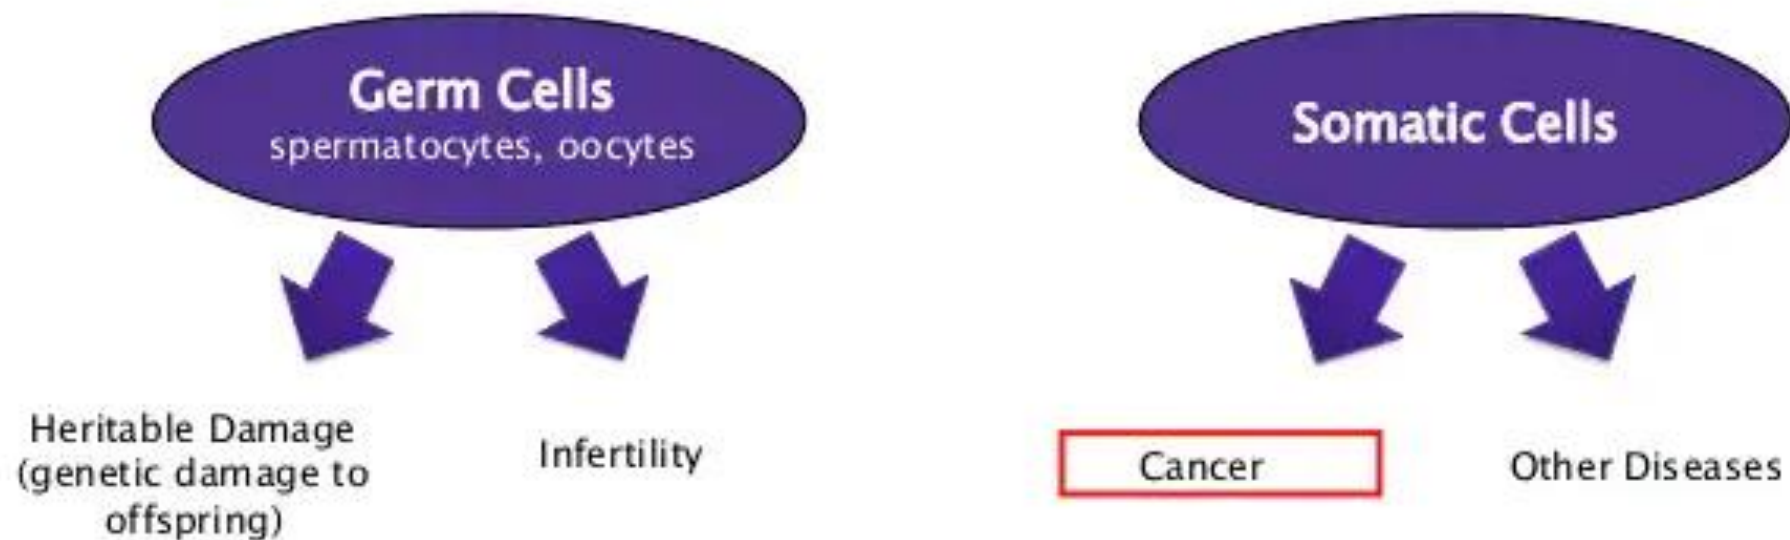 Germ Cells
spermatocytes, oocytes
Somatic Cells
Heritable Damage
(genetic damage to
offspring)
Infertility
Cancer
Other Diseases